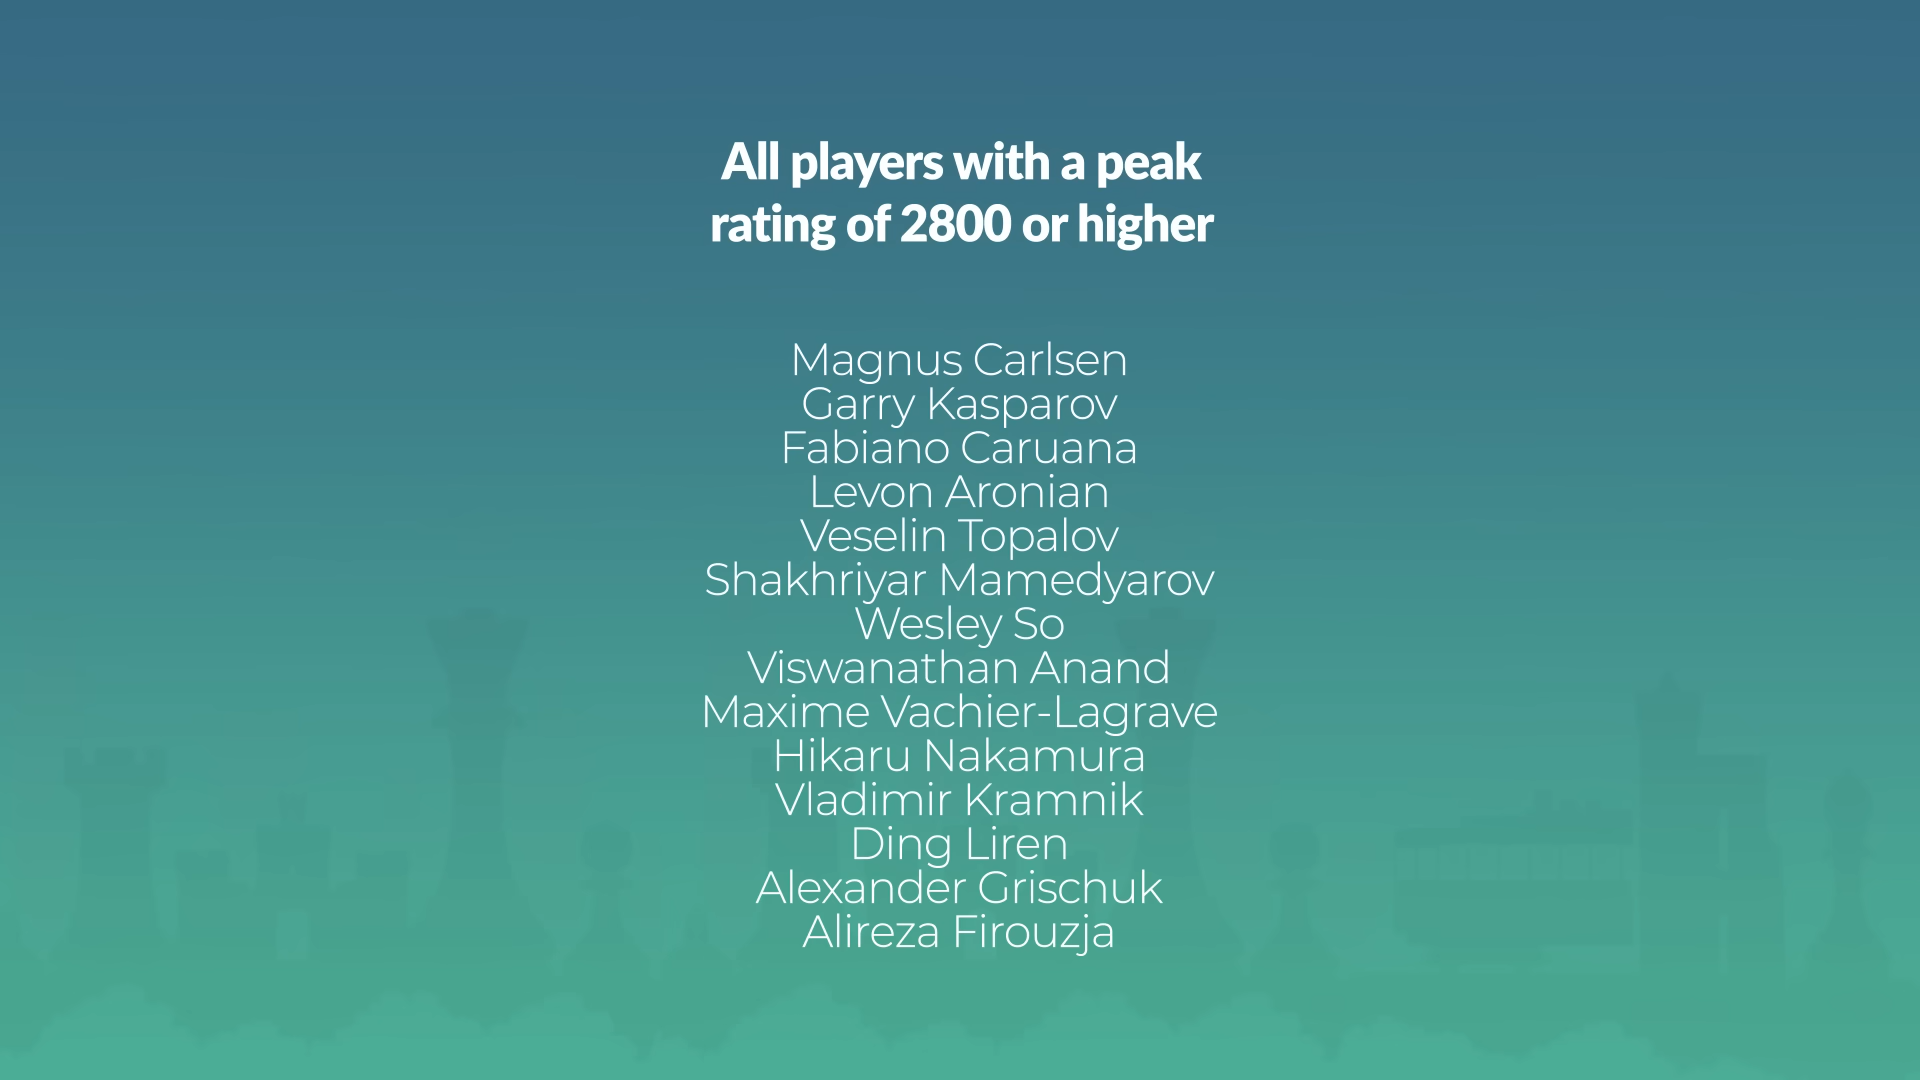 All players with a peak
rating of 2800 or higher
Magnus Carlsen
Garry Kasparov
Fabiano Caruana
Levon Aronian
Veselin Topalov
Shakhriyar Mamedyarov
Wesley So
Viswanathan Anand
Maxime Vachier-Lagrave
Hikaru Nakamura
Vladimir Kramnik
Ding Liren
Alexander Grischuk
Alireza Firouzja